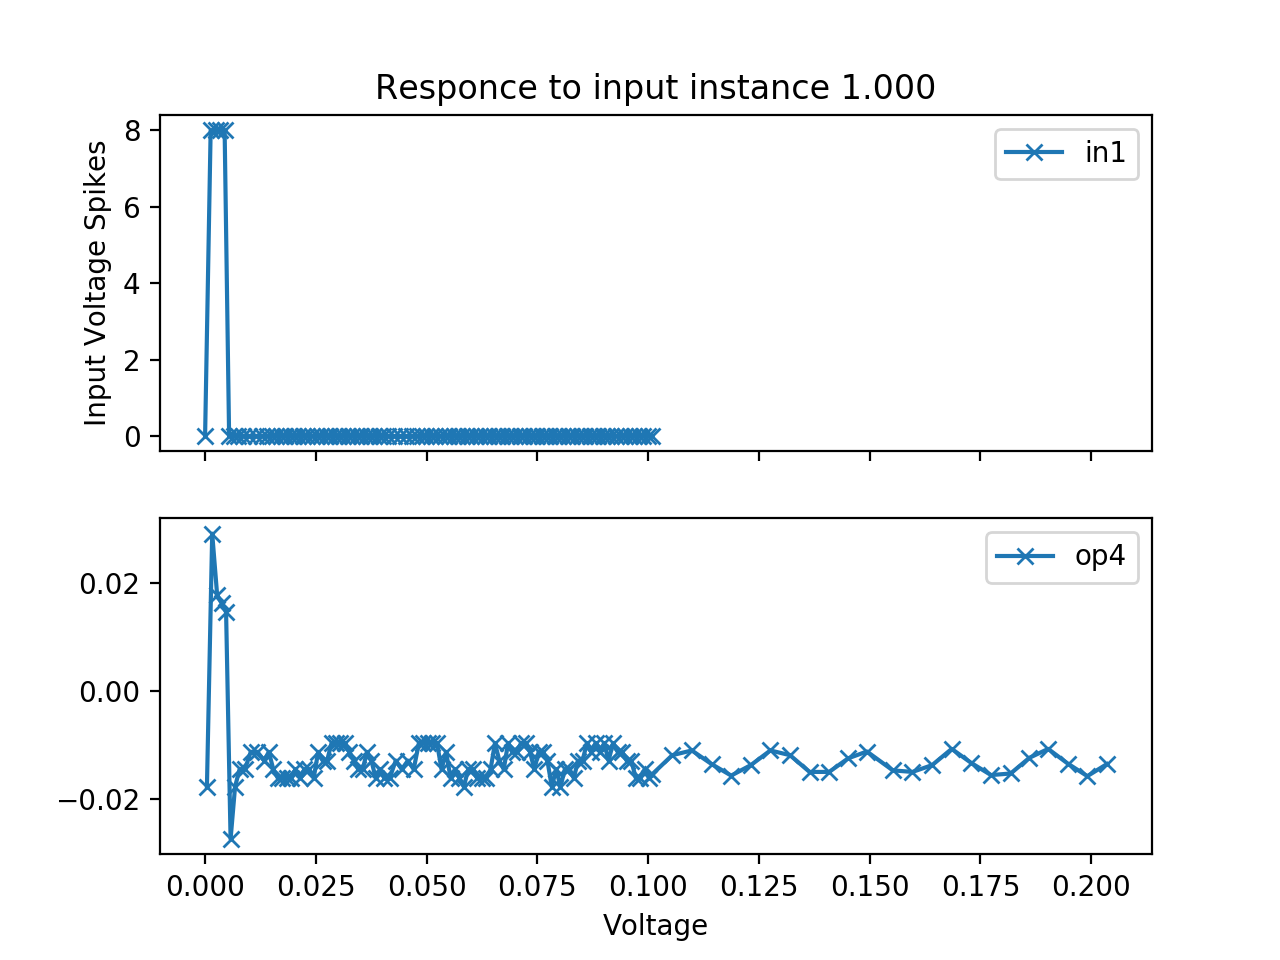 Responce to input instance 1.000
Input Voltage Spikes
8
6
4
2
0
in1
0.02
0.00
−0.02
op4
0.000 0.025 0.050 0.075 0.100 0.125 0.150 0.175 0.200
Voltage